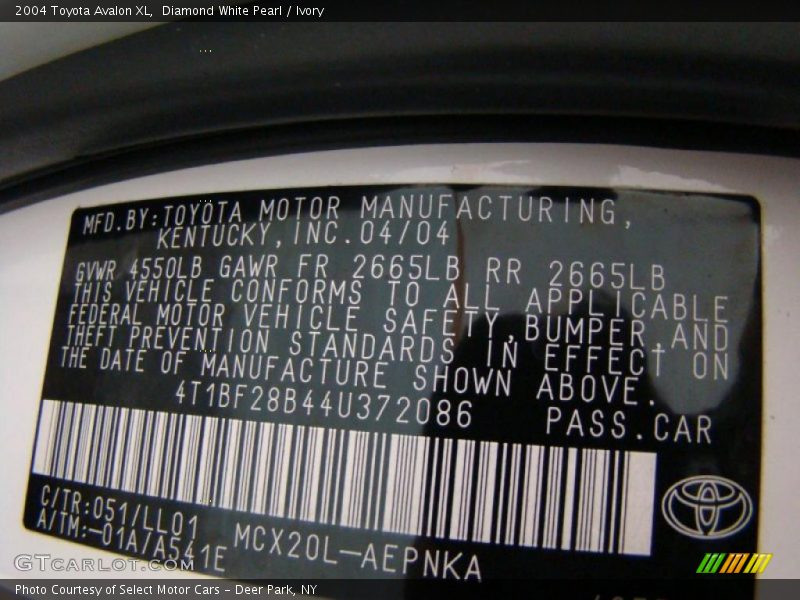 2004 Toyota Avalon XL,  Diamond White Pearl / Ivory
MFD.BY:TOYOTA MOTOR MANUFACTURING,
KENTUCKY,INC.04/04
GVWR 4550LB GAWR FR 2665LB RR 2665LB
THIS VEHICLE CONFORMS TO ALL APPLICABLE
FEDERAL MOTOR VEHICLE SAFETY,BUMPER,AND
THEFT PREVENTION STANDARDS IN EFFECT ON
THE DATE OF MANUFACTURE SHOWN ABOVE.
4T1BF28B44U372086 PASS.CAR
C/TR:051/LL01
A/TM:-01A/A541E MCX20L-AEPNKA
GTCARLOT.COM
Photo Courtesy of Select Motor Cars - Deer Park, NY